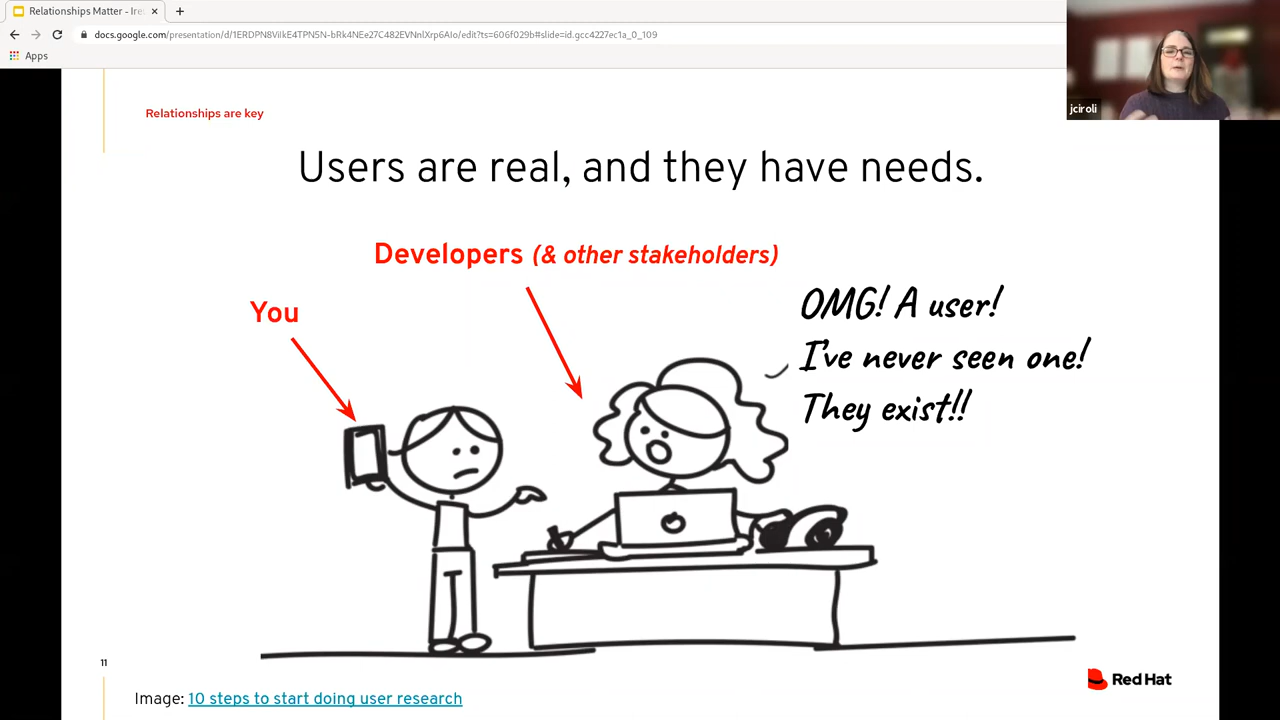 Relationships Matter - Ire
docs.google.com/presentation/d/1ERDPN8ViIkE4TPN5N-bRk4NEe27C482EVNnlXrp6AIo/edit?ts=606f029b#slide=id.gcc4227ec1a_0_109
Apps
jciroli
Relationships are key
Users are real, and they have needs.
Developers (& other stakeholders)
You
OMG! A user!
I've never seen one!
They exist!!
11
Red Hat
Image: 10 steps to start doing user research